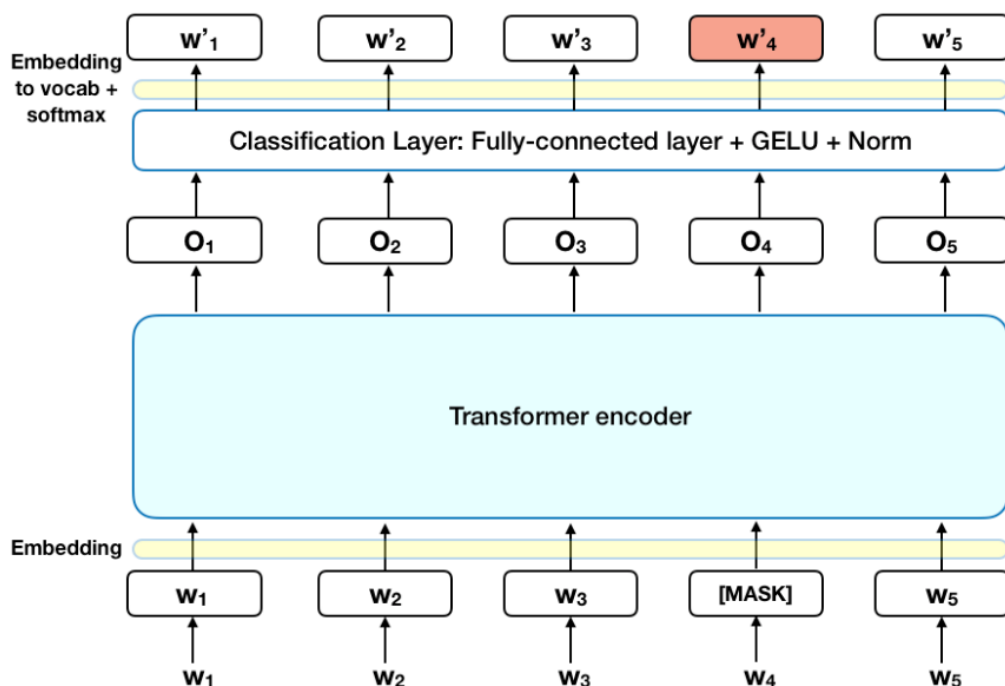 w’₁ w’₂ w’₃ w’₄ w’₅
Embedding
to vocab +
softmax
Classification Layer: Fully-connected layer + GELU + Norm
O₁ O₂ O₃ O₄ O₅
Transformer encoder
Embedding
w₁ w₂ w₃ [MASK] w₅
w₁ w₂ w₃ w₄ w₅